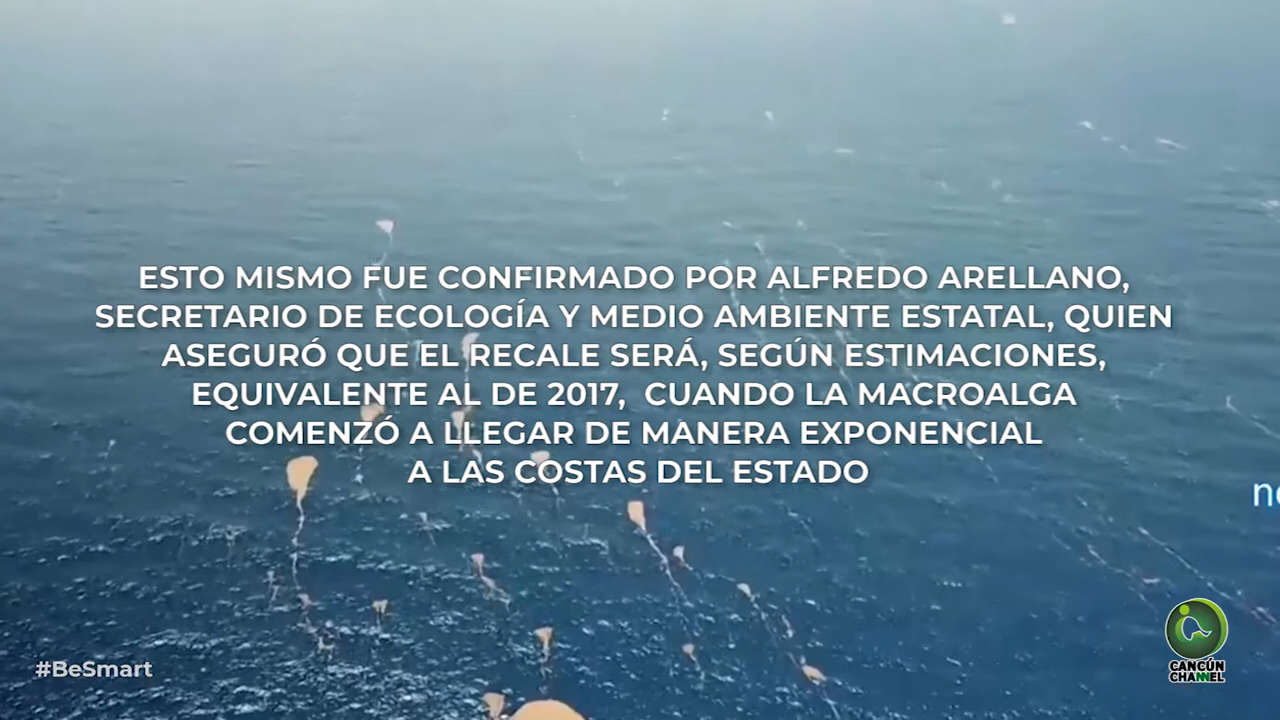 ESTO MISMO FUE CONFIRMADO POR ALFREDO ARELLANO,
SECRETARIO DE ECOLOGÍA Y MEDIO AMBIENTE ESTATAL, QUIEN
ASEGURÓ QUE EL RECALE SERÁ, SEGÚN ESTIMACIONES,
EQUIVALENTE AL DE 2017, CUANDO LA MACROALGA
COMENZÓ A LLEGAR DE MANERA EXPONENCIAL
A LAS COSTAS DEL ESTADO
#BeSmart
CANCÚN
CHANNEL